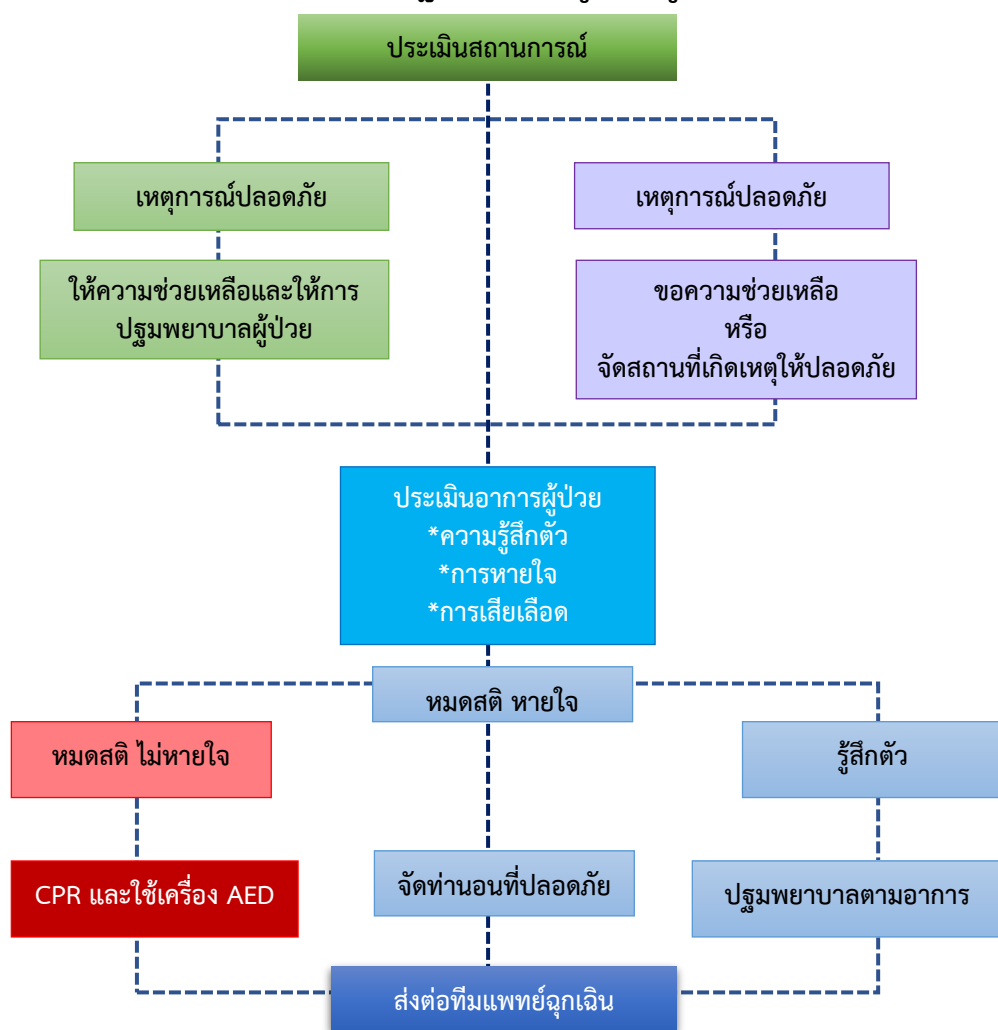 ประเมินสถานการณ์
เหตุการณ์ปลอดภัย
เหตุการณ์ปลอดภัย
ให้ความช่วยเหลือและให้การ
ปฐมพยาบาลผู้ป่วย
ขอความช่วยเหลือ
หรือ
จัดสถานที่เกิดเหตุให้ปลอดภัย
ประเมินอาการผู้ป่วย
*ความรู้สึกตัว
*การหายใจ
*การเสียเลือด
หมดสติ หายใจ
หมดสติ ไม่หายใจ
รู้สึกตัว
CPR และใช้เครื่อง AED
จัดท่านอนที่ปลอดภัย
ปฐมพยาบาลตามอาการ
ส่งต่อทีมแพทย์ฉุกเฉิน